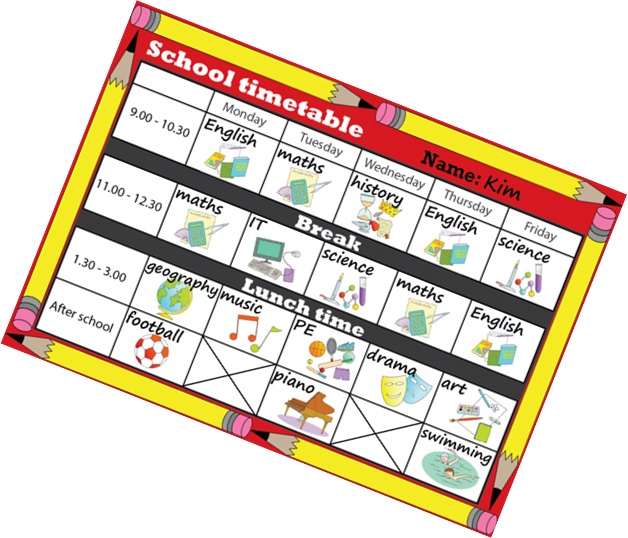 School timetable
Name: Kim
Monday Tuesday Wednesday Thursday Friday
9.00 - 10.30 English maths history English science
Break
11.00 - 12.30 maths IT science maths English
Lunch time
1.30 - 3.00 geography music PE drama art
After school football piano swimming